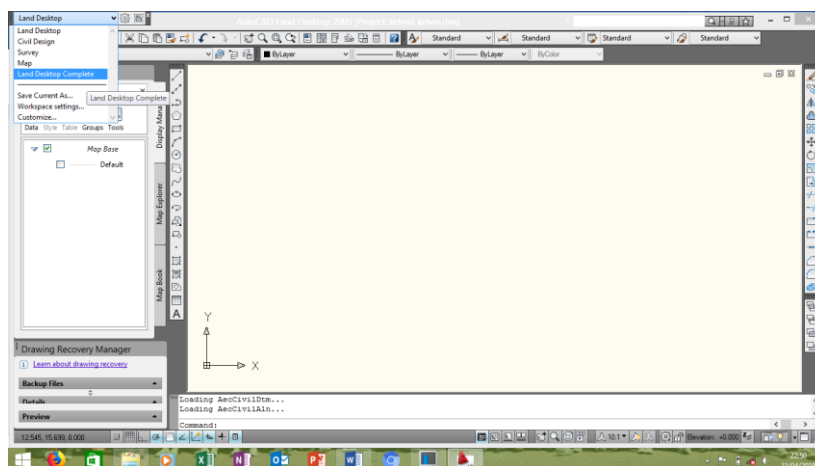 Land Desktop
AutoCAD Land Desktop 2009 [Project: kelvin] kelvin.dwg
Land Desktop
Civil Design
Survey
Map
Land Desktop Complete
Save Current As...
Workspace settings...
Customize...
Land Desktop Complete
Standard
Standard
Standard
Standard
ByLayer
ByLayer
ByLayer
ByColor
Data Style Table Groups Tools
Map Base
Default
Map Explorer
Map Book
Y
X
Drawing Recovery Manager
Learn about drawing recovery
Backup Files
Details
Preview
Loading AecCivilDtm...
Loading AecCivilAln...
Command:
12.545, 15.699, 0.000
10:1
Elevation: +0.000
22:50